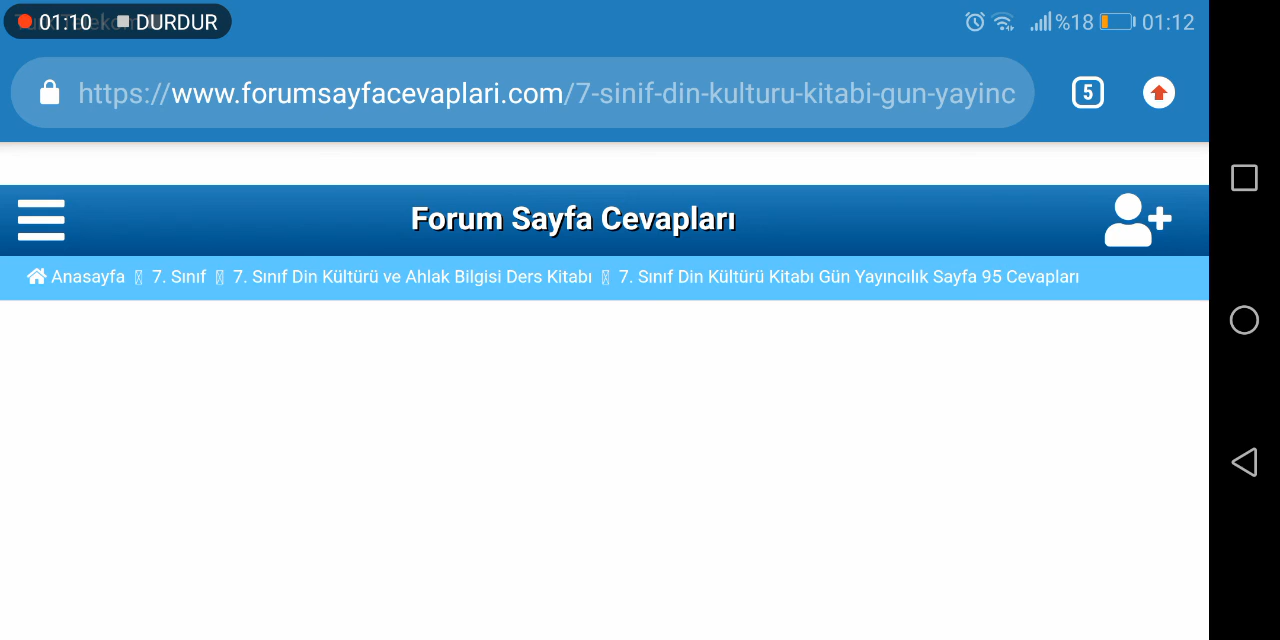 01:10 DURDUR %18 01:12
https://www.forumsayfacevaplari.com/7-sinif-din-kulturu-kitabi-gun-yayinc 5
Forum Sayfa Cevapları
Anasayfa 7. Sınıf 7. Sınıf Din Kültürü ve Ahlak Bilgisi Ders Kitabı 7. Sınıf Din Kültürü Kitabı Gün Yayıncılık Sayfa 95 Cevapları